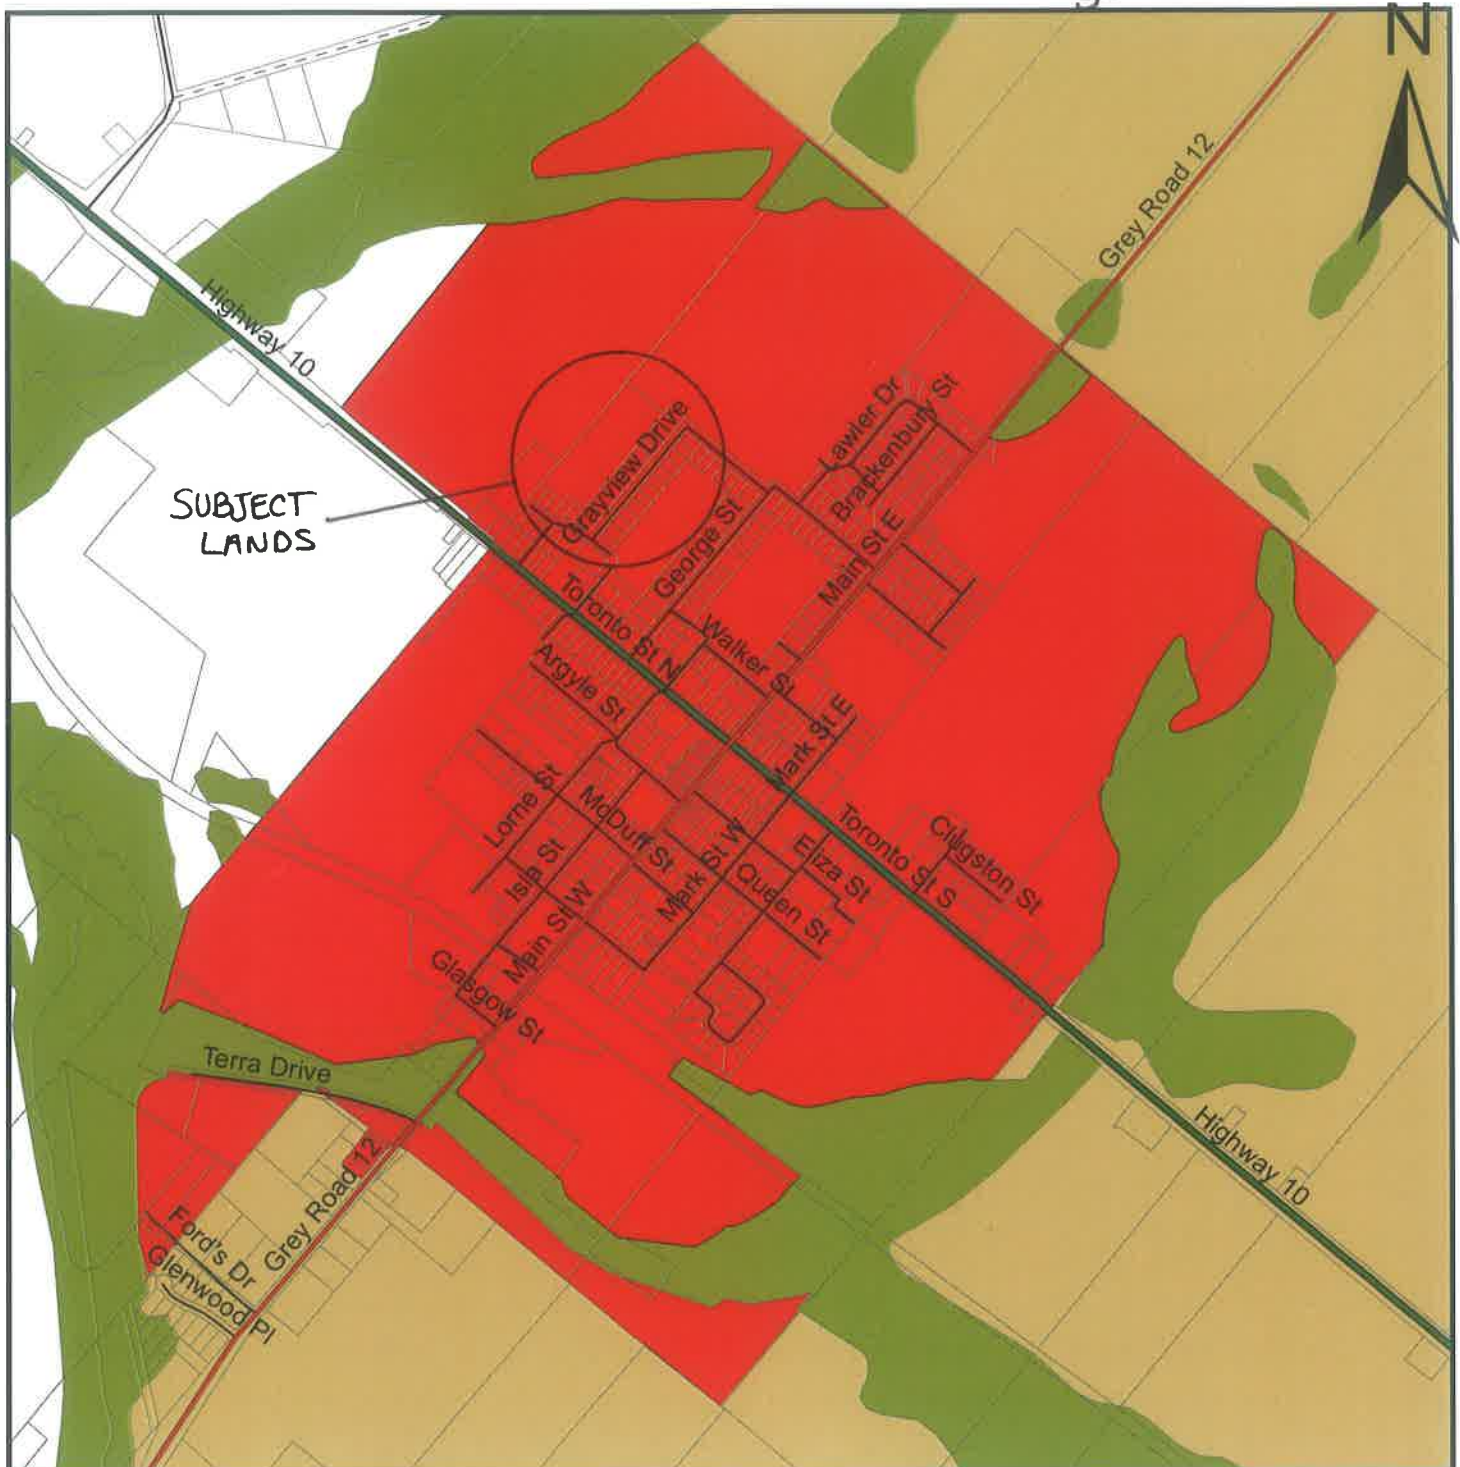 N
Grey Road 12
Highway 10
Lawler Dr
Brackenbury St
Grayview Drive
SUBJECT
LANDS
George St
Main St E
Toronto St N
Walker St
Argyle St
Mark St E
Lorne St
McDuff St
Toronto St S
Clugston St
Isla St
Mark St W
Eliza St
Queen St
Main St W
Glasgow St
Terra Drive
Grey Road 12
Highway 10
Ford's Dr
Glenwood Pl